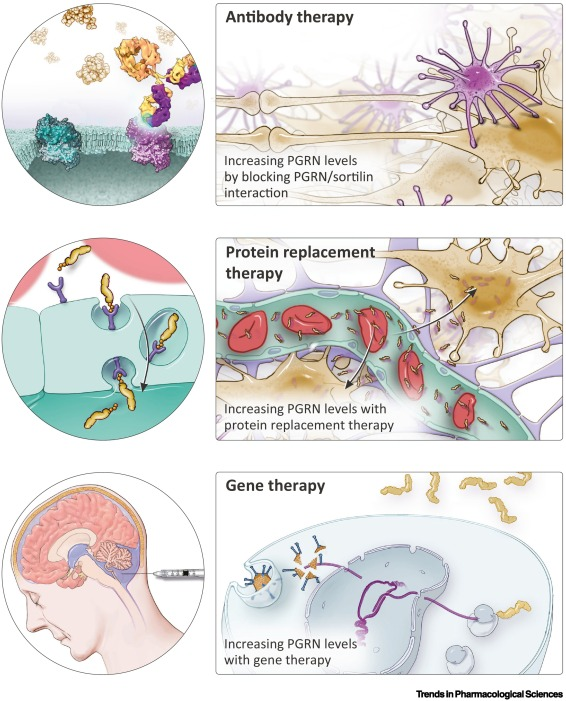 Antibody therapy
Increasing PGRN levels
by blocking PGRN/sortilin
interaction
Protein replacement
therapy
Increasing PGRN levels with
protein replacement therapy
Gene therapy
Increasing PGRN levels
with gene therapy
Trends in Pharmacological Sciences